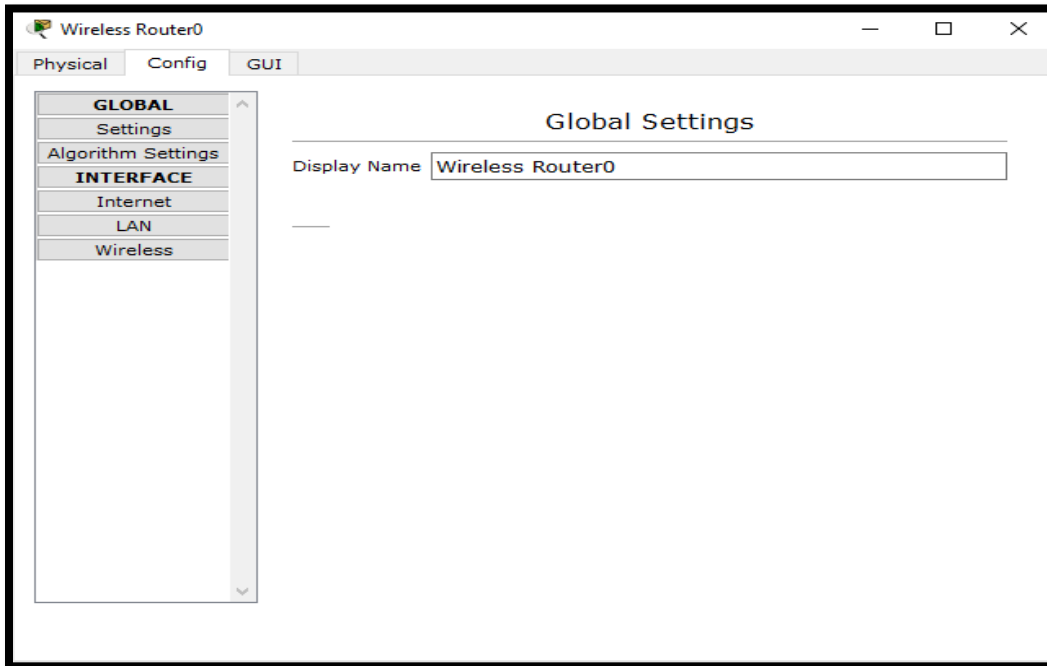 Wireless Router0
Physical Config GUI
GLOBAL
Settings
Algorithm Settings
INTERFACE
Internet
LAN
Wireless
Global Settings
Display Name Wireless Router0